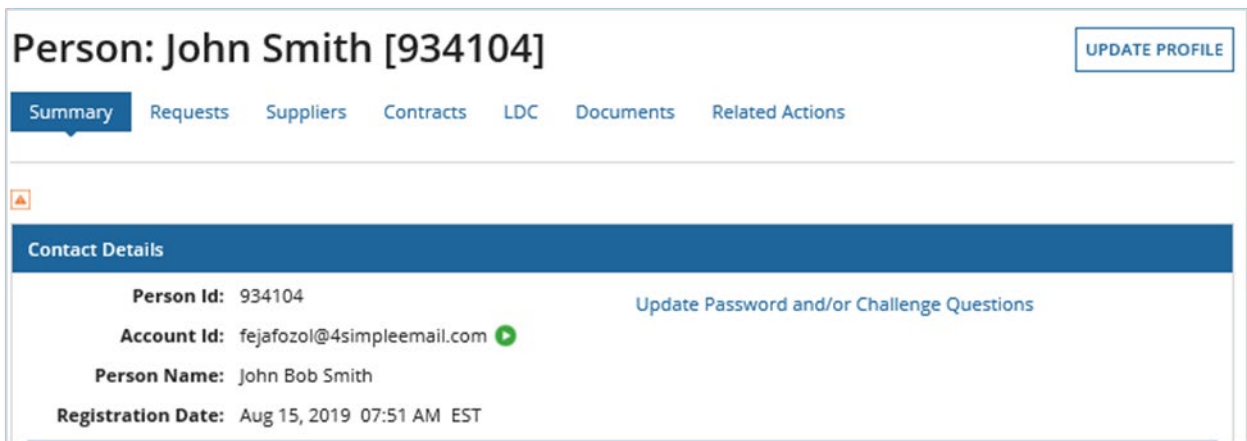 Person: John Smith [934104]
UPDATE PROFILE
Summary Requests Suppliers Contracts LDC Documents Related Actions
Contact Details
Person Id: 934104
Update Password and/or Challenge Questions
Account Id: fejafozol@4simpleemail.com
Person Name: John Bob Smith
Registration Date: Aug 15, 2019 07:51 AM EST